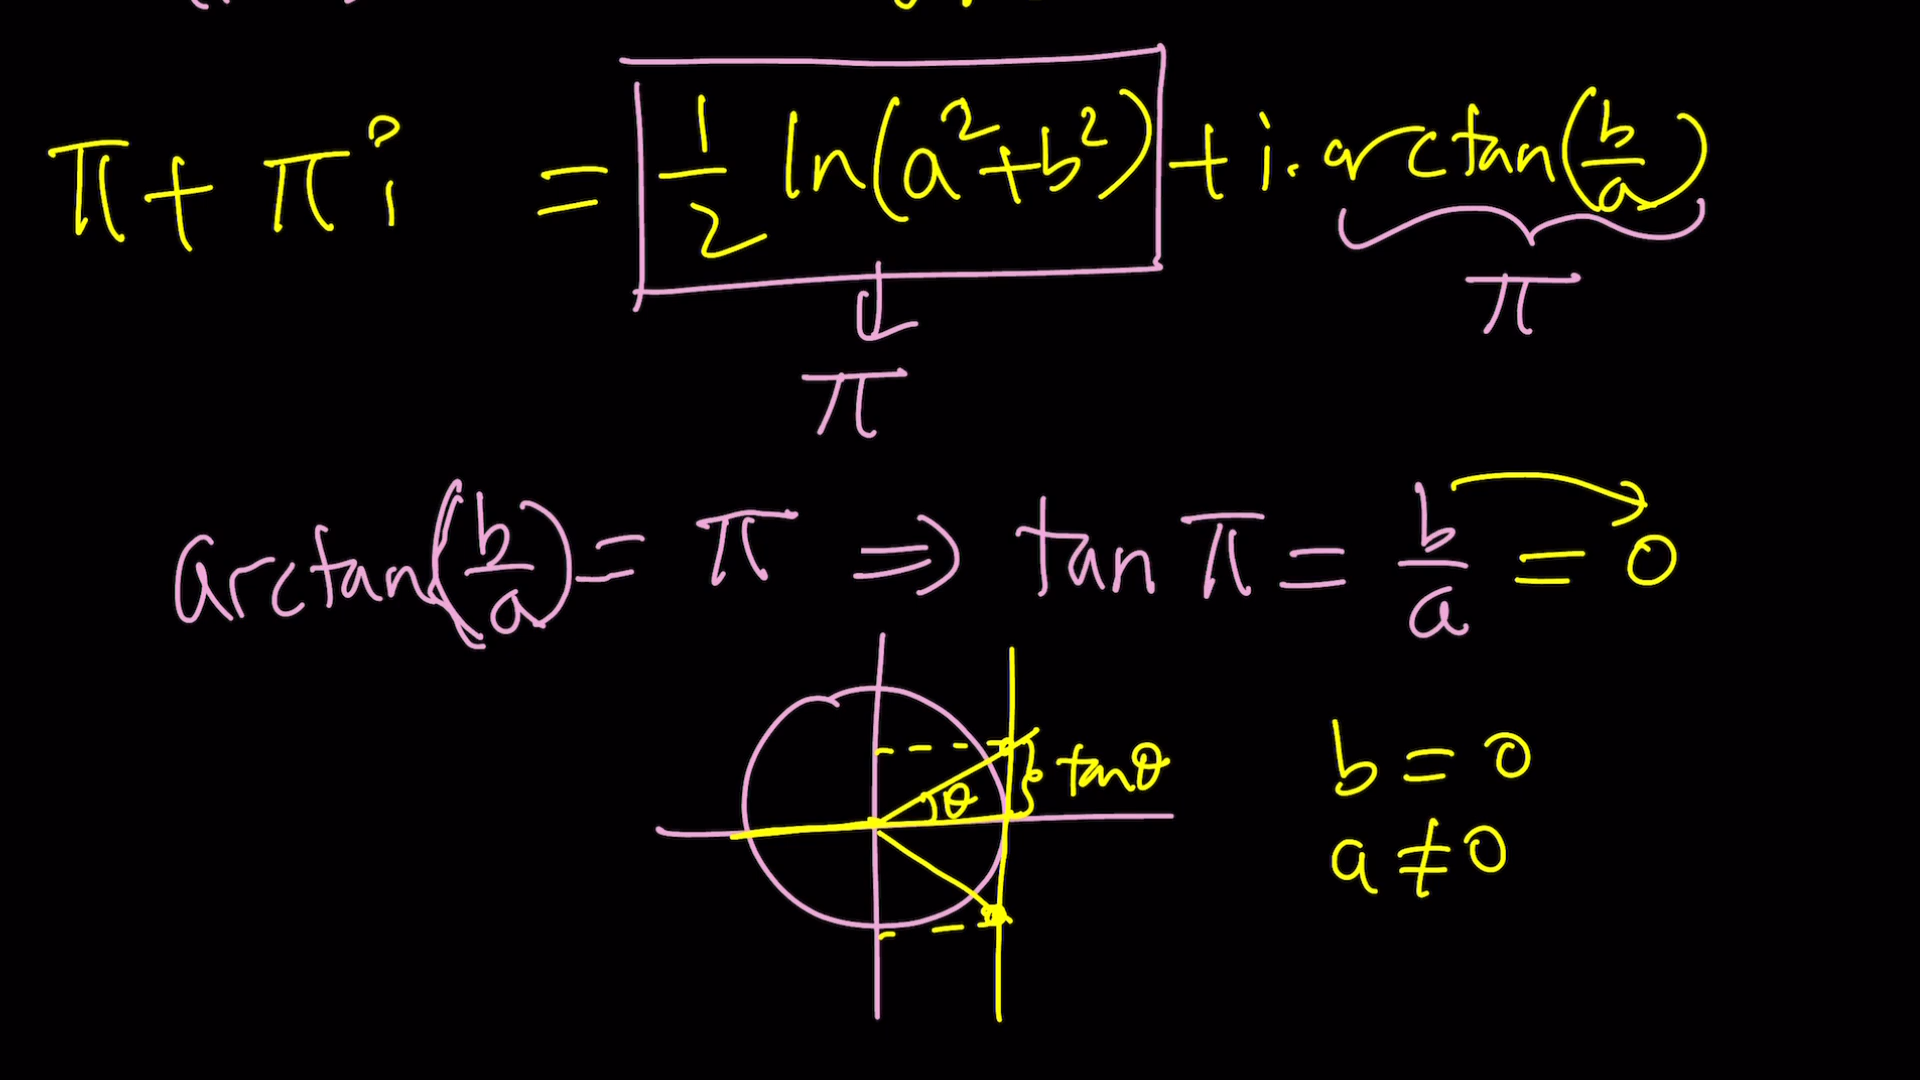 π + πi = 1/2 ln(a²+b²) + i. arctan(b/a)
π
π
arctan(b/a) = π ⇒ tan π = b/a = 0
θ tanθ
b = 0
a ≠ 0